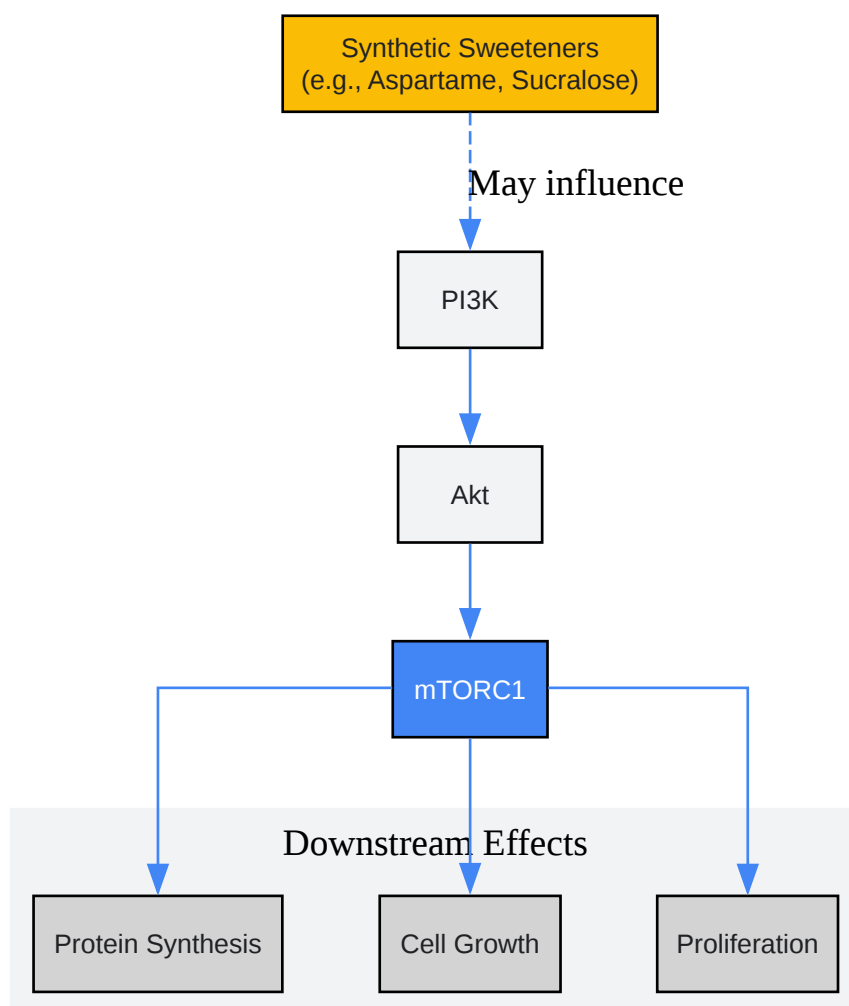 Synthetic Sweeteners
(e.g., Aspartame, Sucralose)
May influence
PI3K
Akt
mTORC1
Downstream Effects
Protein Synthesis
Cell Growth
Proliferation